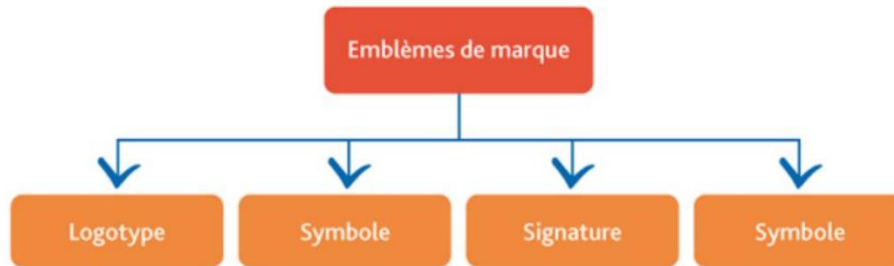 Emblèmes de marque
Logotype
Symbole
Signature
Symbole